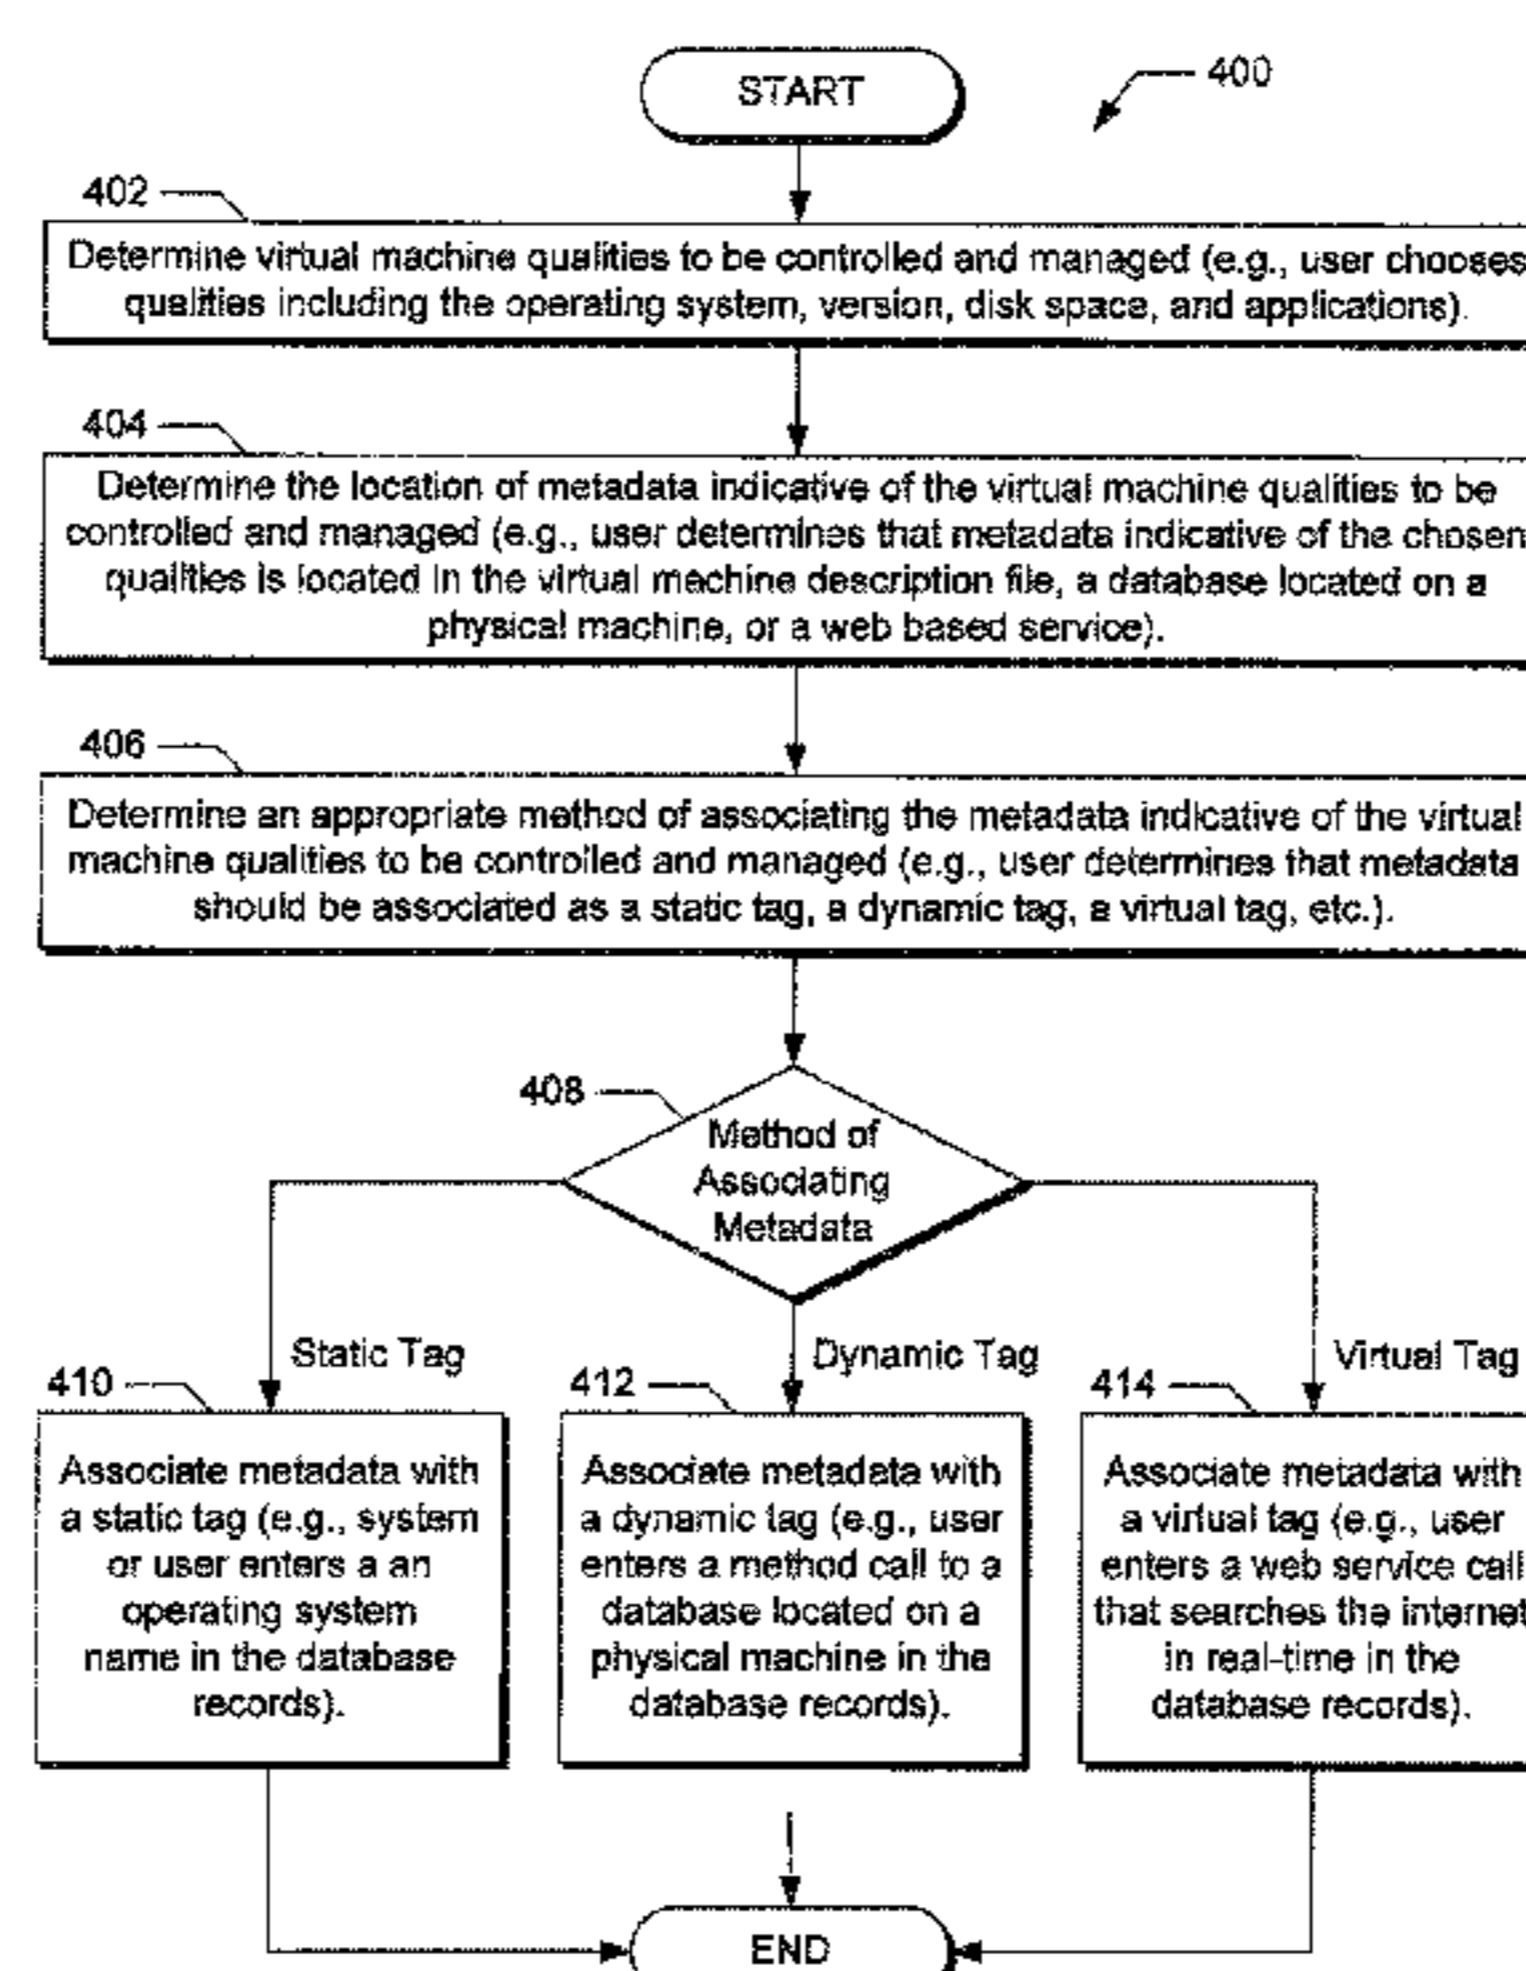 START
400
402
Determine virtual machine qualities to be controlled and managed (e.g., user chooses
qualities including the operating system, version, disk space, and applications).
404
Determine the location of metadata indicative of the virtual machine qualities to be
controlled and managed (e.g., user determines that metadata indicative of the chosen
qualities is located in the virtual machine description file, a database located on a
physical machine, or a web based service).
406
Determine an appropriate method of associating the metadata indicative of the virtual
machine qualities to be controlled and managed (e.g., user determines that metadata
should be associated as a static tag, a dynamic tag, a virtual tag, etc.).
408
Method of
Associating
Metadata
Static Tag
Dynamic Tag
Virtual Tag
410
Associate metadata with
a static tag (e.g., system
or user enters a an
operating system
name in the database
records).
412
Associate metadata with
a dynamic tag (e.g., user
enters a method call to a
database located on a
physical machine in the
database records).
414
Associate metadata with
a virtual tag (e.g., user
enters a web service call
that searches the internet
in real-time in the
database records).
END